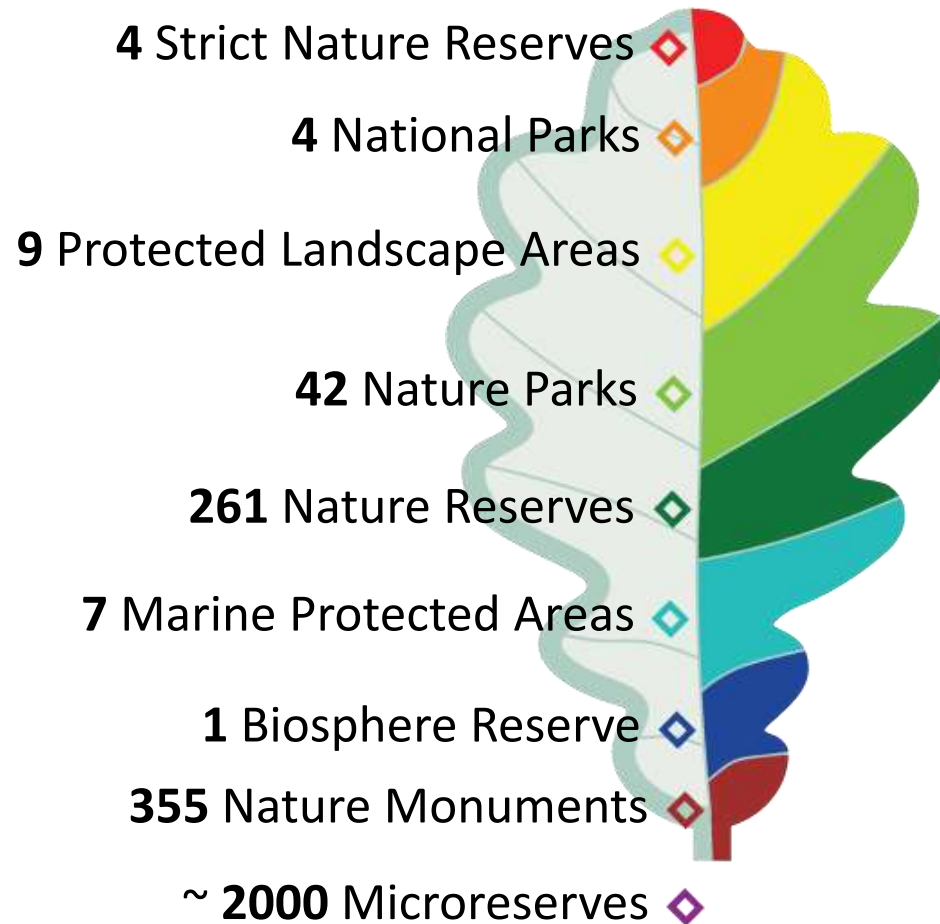 4 Strict Nature Reserves
4 National Parks
9 Protected Landscape Areas
42 Nature Parks
261 Nature Reserves
7 Marine Protected Areas
1 Biosphere Reserve
355 Nature Monuments
~ 2000 Microreserves